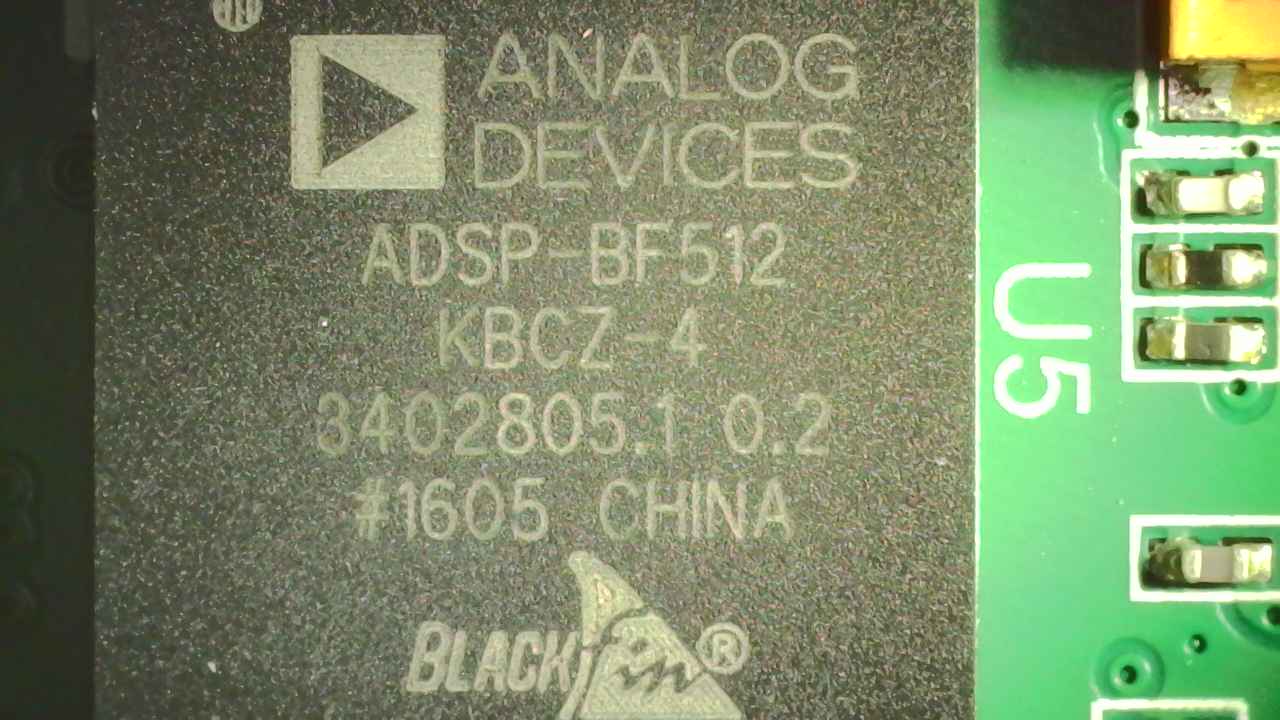 ANALOG
DEVICES
ADSP-BF512
KBCZ-4
3402805.1 0.2
#1605 CHINA
BLACKfin®
U5